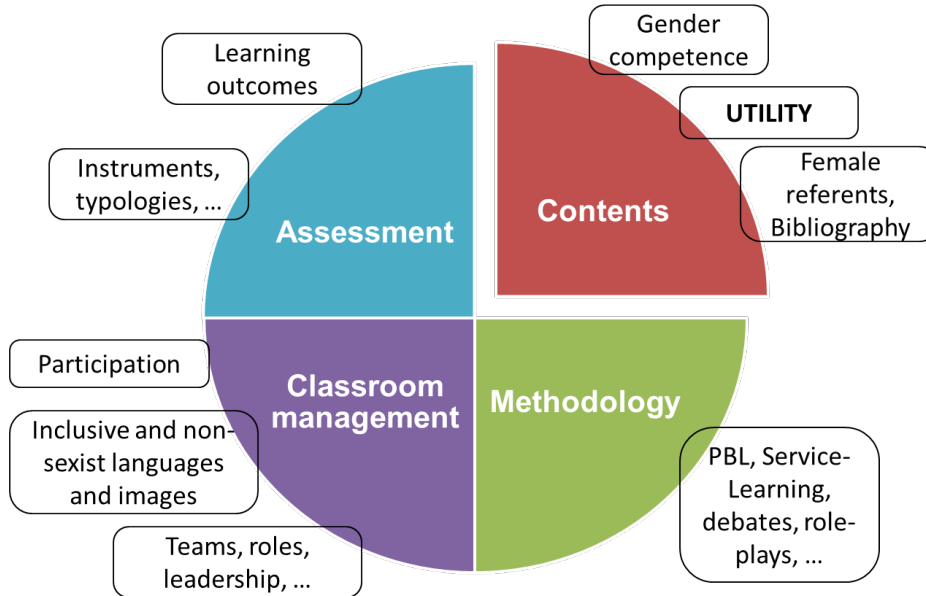 Learning
outcomes
Instruments,
typologies, ...
Assessment
Gender
competence
UTILITY
Female
referents,
Bibliography
Contents
Participation
Inclusive and non-
sexist languages
and images
Teams, roles,
leadership, ...
Classroom
management
Methodology
PBL, Service-
Learning,
debates, role-
plays, ...